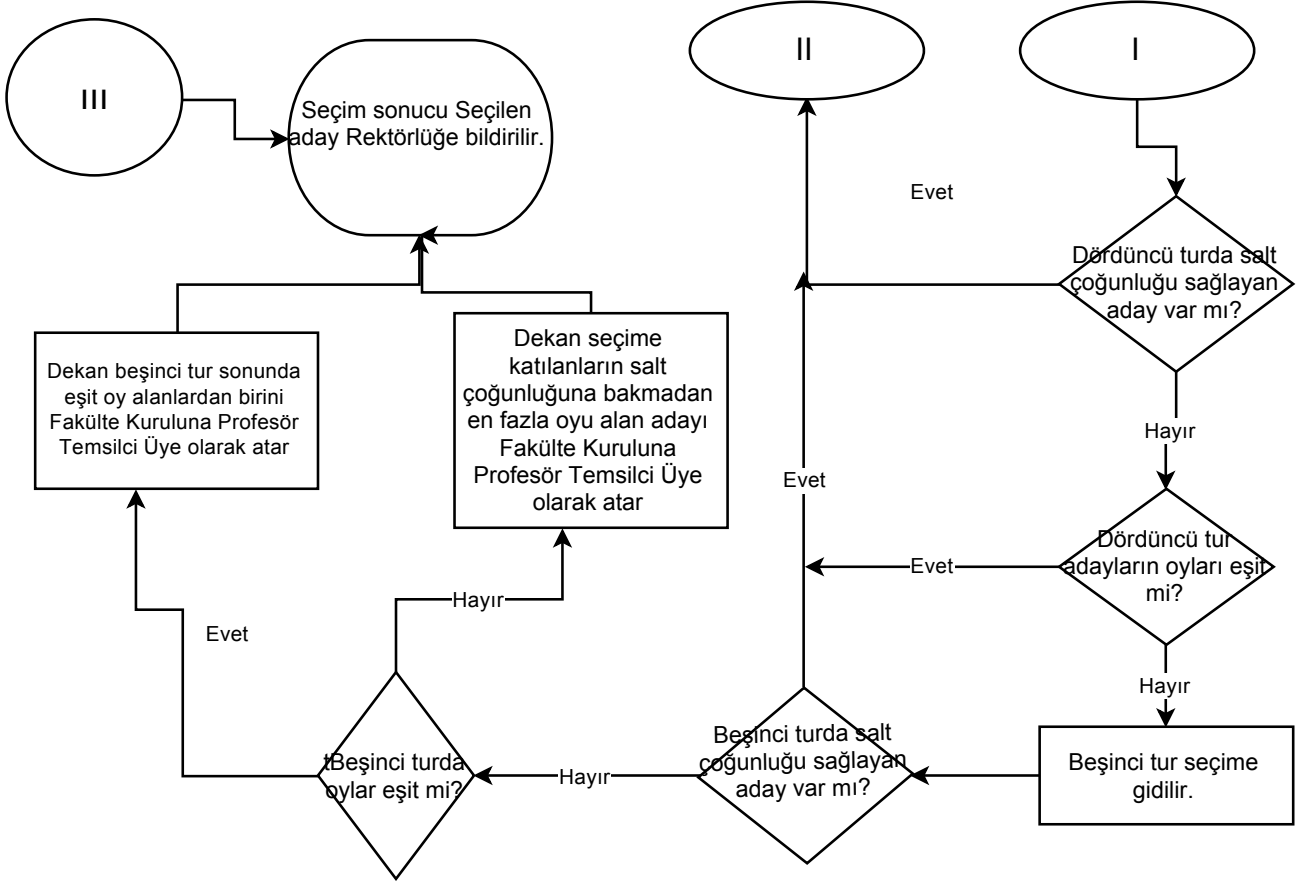 III
Seçim sonucu Seçilen
aday Rektörlüğe bildirilir.
II
I
Evet
Dördüncü turda salt
çoğunluğu sağlayan
aday var mı?
Dekan beşinci tur sonunda
eşit oy alanlardan birini
Fakülte Kuruluna Profesör
Temsilci Üye olarak atar
Dekan seçime
katılanların salt
çoğunluğuna bakmadan
en fazla oyu alan adayı
Fakülte Kuruluna
Profesör Temsilci Üye
olarak atar
Hayır
Evet
Dördüncü tur
adayların oyları eşit
mi?
Evet
Hayır
Evet
Hayır
Beşinci tur seçime
gidilir.
Beşinci turda salt
çoğunluğu sağlayan
aday var mı?
Hayır
tBeşinci turda
oylar eşit mi?